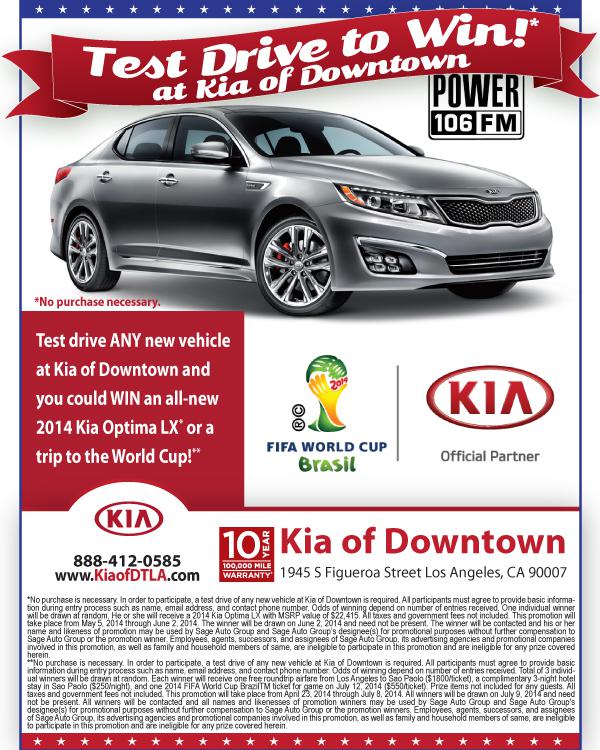 Test Drive to Win!*
at Kia of Downtown
POWER
106 FM
*No purchase necessary.
Test drive ANY new vehicle
at Kia of Downtown and
you could WIN an all-new
2014 Kia Optima LX* or a
trip to the World Cup!**
2014
FIFA WORLD CUP
Brasil
KIA
Official Partner
KIA
888-412-0585
www.KiaofDTLA.com
10 YEAR
100,000 MILE
WARRANTY*
Kia of Downtown
1945 S Figueroa Street Los Angeles, CA 90007
*No purchase is necessary. In order to participate, a test drive of any new vehicle at Kia of Downtown is required. All participants must agree to provide basic informa-
tion during entry process such as name, email address, and contact phone number. Odds of winning depend on number of entries received. One individual winner
will be drawn at random. He or she will receive a 2014 Kia Optima LX with MSRP value of $22,415. All taxes and government fees not included. This promotion will
take place from May 5, 2014 through June 2, 2014. The winner will be drawn on June 2, 2014 and need not be present. The winner will be contacted and his or her
name and likeness of promotion may be used by Sage Auto Group and Sage Auto Group's designee(s) for promotional purposes without further compensation to
Sage Auto Group or the promotion winner. Employees, agents, successors, and assignees of Sage Auto Group, its advertising agencies and promotional companies
involved in this promotion, as well as family and household members of same, are ineligible to participate in this promotion and are ineligible for any prize covered
herein.
**No purchase is necessary. In order to participate, a test drive of any new vehicle at Kia of Downtown is required. All participants must agree to provide basic
information during entry process such as name, email address, and contact phone number. Odds of winning depend on number of entries received. Total of 3 individ-
ual winners will be drawn at random. Each winner will receive one free roundtrip airfare from Los Angeles to Sao Paolo ($1800/ticket), a complimentary 3-night hotel
stay in Sao Paolo ($250/night), and one 2014 FIFA World Cup BrazilTM ticket for game on July 12, 2014 ($550/ticket). Prize items not included for any guests. All
taxes and government fees not included. This promotion will take place from April 23, 2014 through July 8, 2014. All winners will be drawn on July 9, 2014 and need
not be present. All winners will be contacted and all names and likenesses of promotion winners may be used by Sage Auto Group and Sage Auto Group's
designee(s) for promotional purposes without further compensation to Sage Auto Group or the promotion winners. Employees, agents, successors, and assignees
of Sage Auto Group, its advertising agencies and promotional companies involved in this promotion, as well as family and household members of same, are ineligible
to participate in this promotion and are ineligible for any prize covered herein.